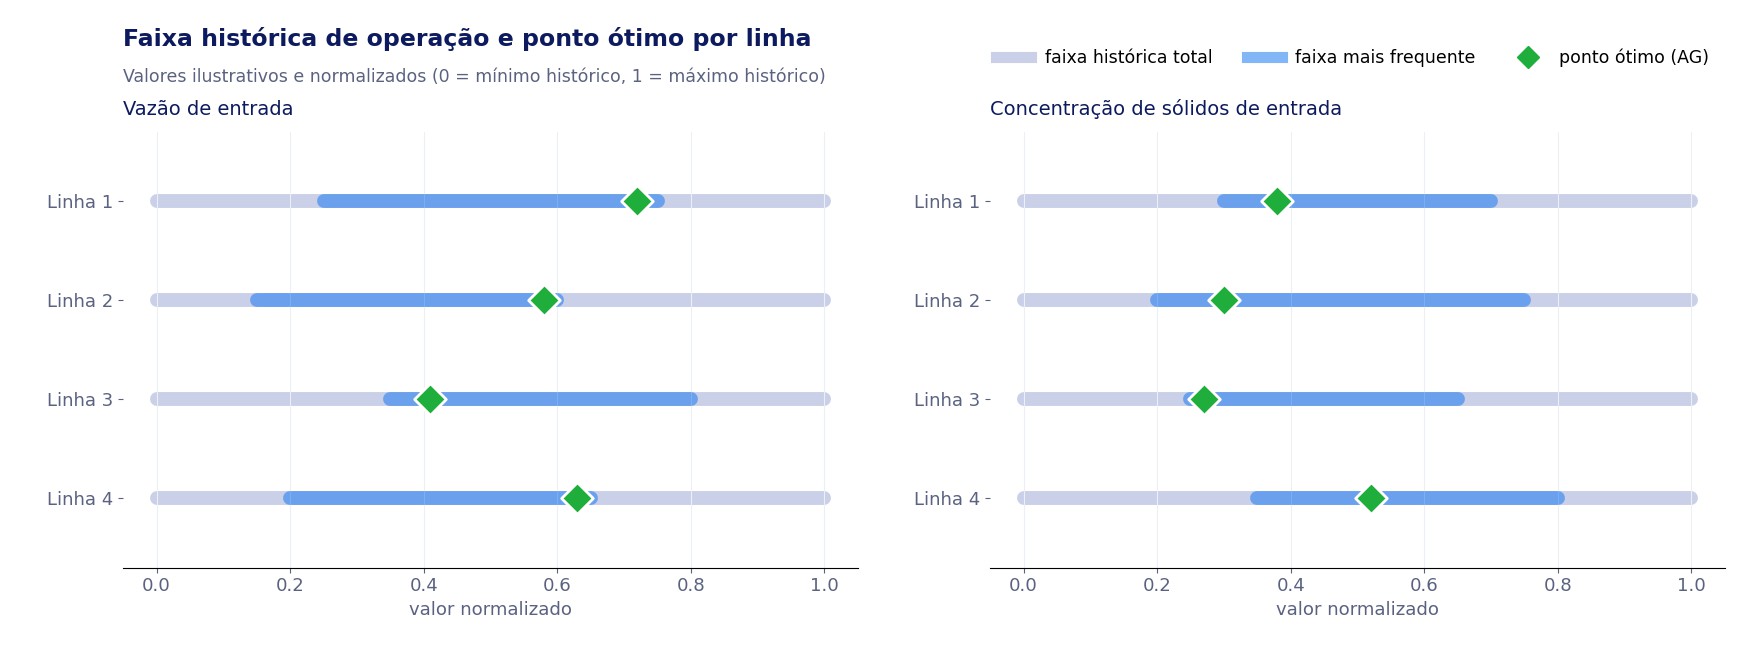 Faixa histórica de operação e ponto ótimo por linha
Valores ilustrativos e normalizados (0 = mínimo histórico, 1 = máximo histórico)
faixa histórica total
faixa mais frequente
ponto ótimo (AG)
Vazão de entrada
Linha 1
Linha 2
Linha 3
Linha 4
0.0 0.2 0.4 0.6 0.8 1.0
valor normalizado
Concentração de sólidos de entrada
Linha 1
Linha 2
Linha 3
Linha 4
0.0 0.2 0.4 0.6 0.8 1.0
valor normalizado